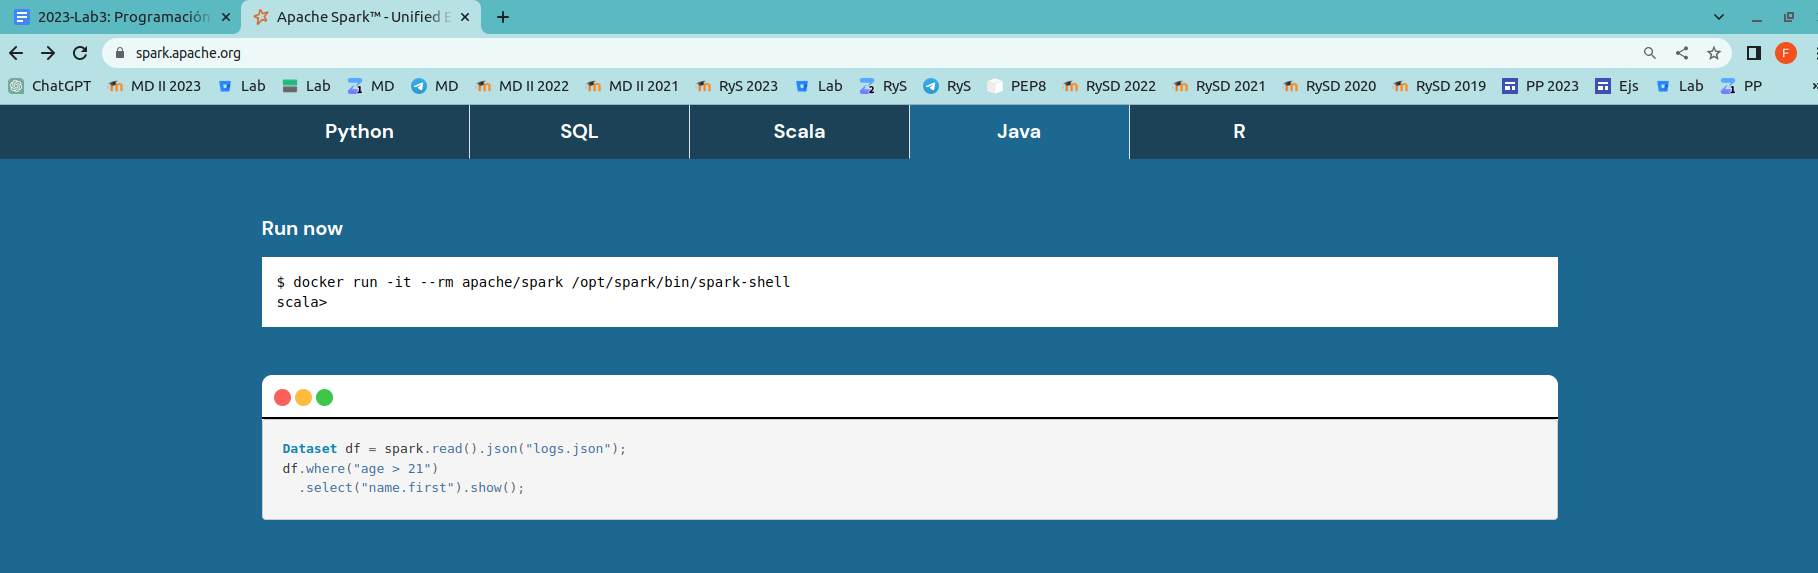 2023-Lab3: Programación
Apache Spark™ - Unified E
spark.apache.org
F
ChatGPT MD II 2023 Lab Lab MD MD MD II 2022 MD II 2021 RyS 2023 Lab RyS RyS PEP8 RySD 2022 RySD 2021 RySD 2020 RySD 2019 PP 2023 Ejs Lab PP »
Python SQL Scala Java R
Run now
$ docker run -it --rm apache/spark /opt/spark/bin/spark-shell
scala>
Dataset df = spark.read().json("logs.json");
df.where("age > 21")
.select("name.first").show();